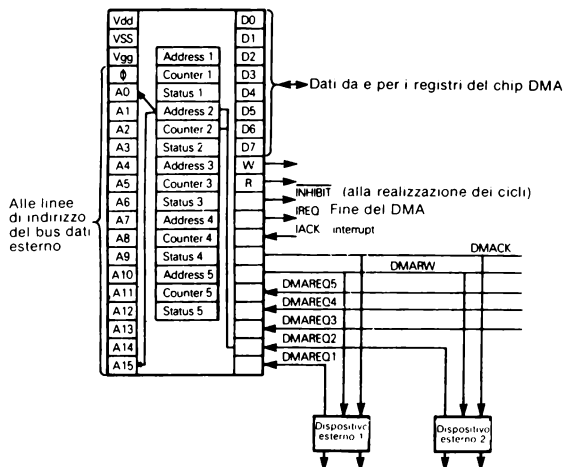 Vdd
VSS
Vgg
Φ
A0
A1
A2
A3
A4
A5
A6
A7
A8
A9
A10
A11
A12
A13
A14
A15
Alle linee
di indirizzo
del bus dati
esterno
Address 1
Counter 1
Status 1
Address 2
Counter 2
Status 2
Address 3
Counter 3
Status 3
Address 4
Counter 4
Status 4
Address 5
Counter 5
Status 5
D0
D1
D2
D3
D4
D5
D6
D7
W
R
Dati da e per i registri del chip DMA
INHIBIT (alla realizzazione dei cicli)
IREQ Fine del DMA
IACK interrupt
DMACK
DMARW
DMAREQ5
DMAREQ4
DMAREQ3
DMAREQ2
DMAREQ1
Dispositivo
esterno 1
Dispositivo
esterno 2